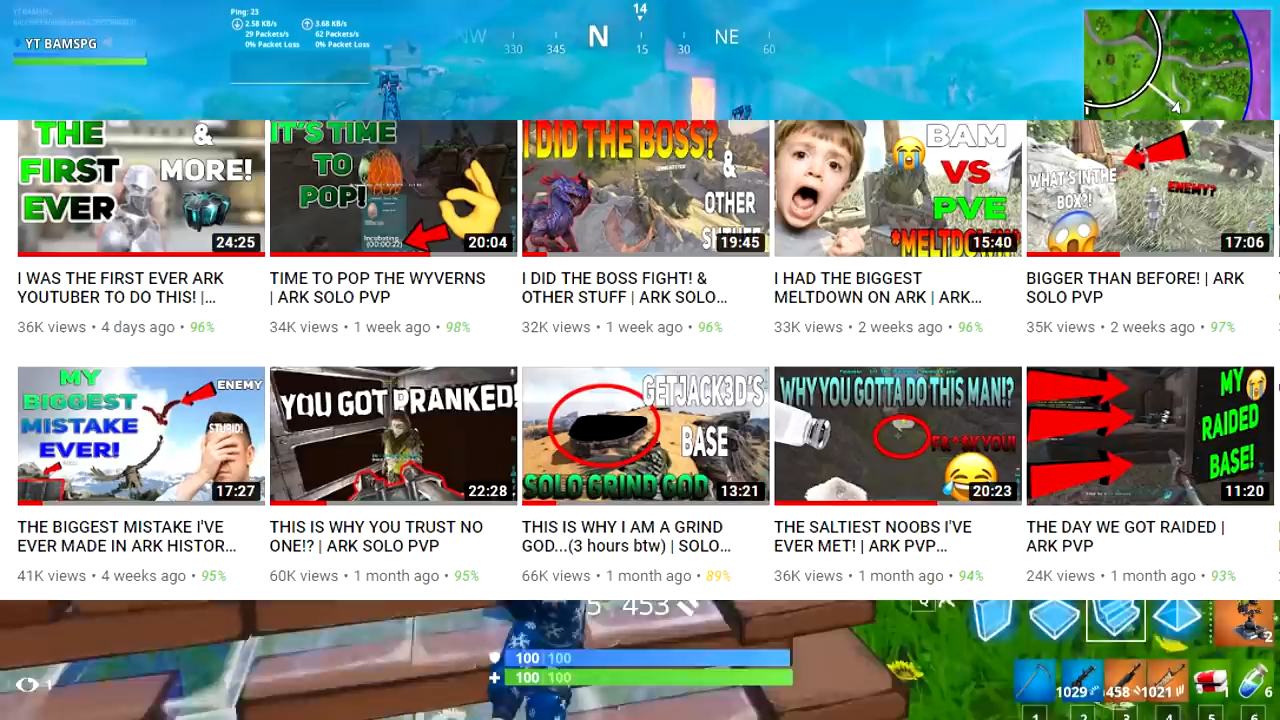 YT BAMSPG
Ping: 23
2.58 KB/s 3.68 KB/s
29 Packets/s 62 Packets/s
0% Packet Loss 0% Packet Loss
YT BAMSPG
14
NW 330 345 N 15 30 NE 60
THE FIRST EVER
& MORE!
24:25
IT'S TIME TO POP!
Incubating
(00:00:22)
20:04
I DID THE BOSS?
& OTHER
19:45
BAM VS PVE
*MELTDOWN*
15:40
WHAT'S IN THE BOX?!
ENEMY?
17:06
I WAS THE FIRST EVER ARK
YOUTUBER TO DO THIS! |...
36K views • 4 days ago • 96%
TIME TO POP THE WYVERNS
| ARK SOLO PVP
34K views • 1 week ago • 98%
I DID THE BOSS FIGHT! &
OTHER STUFF | ARK SOLO...
32K views • 1 week ago • 96%
I HAD THE BIGGEST
MELTDOWN ON ARK | ARK...
33K views • 2 weeks ago • 96%
BIGGER THAN BEFORE! | ARK
SOLO PVP
35K views • 2 weeks ago • 97%
MY BIGGEST MISTAKE EVER!
ENEMY
STUPID!
17:27
YOU GOT PRANKED!
22:28
GETJACK3D'S BASE
SOLO GRIND GOD
13:21
WHY YOU GOTTA DO THIS MAN!?
F&*$K YOU!
20:23
MY RAIDED BASE!
11:20
THE BIGGEST MISTAKE I'VE
EVER MADE IN ARK HISTOR...
41K views • 4 weeks ago • 95%
THIS IS WHY YOU TRUST NO
ONE!? | ARK SOLO PVP
60K views • 1 month ago • 95%
THIS IS WHY I AM A GRIND
GOD...(3 hours btw) | SOLO...
66K views • 1 month ago • 89%
THE SALTIEST NOOBS I'VE
EVER MET! | ARK PVP...
36K views • 1 month ago • 94%
THE DAY WE GOT RAIDED |
ARK PVP
24K views • 1 month ago • 93%
5 453
Q
2
100 | 100
100 | 100
1
1029 458 1021 1 6
1 2 3 4 5 6